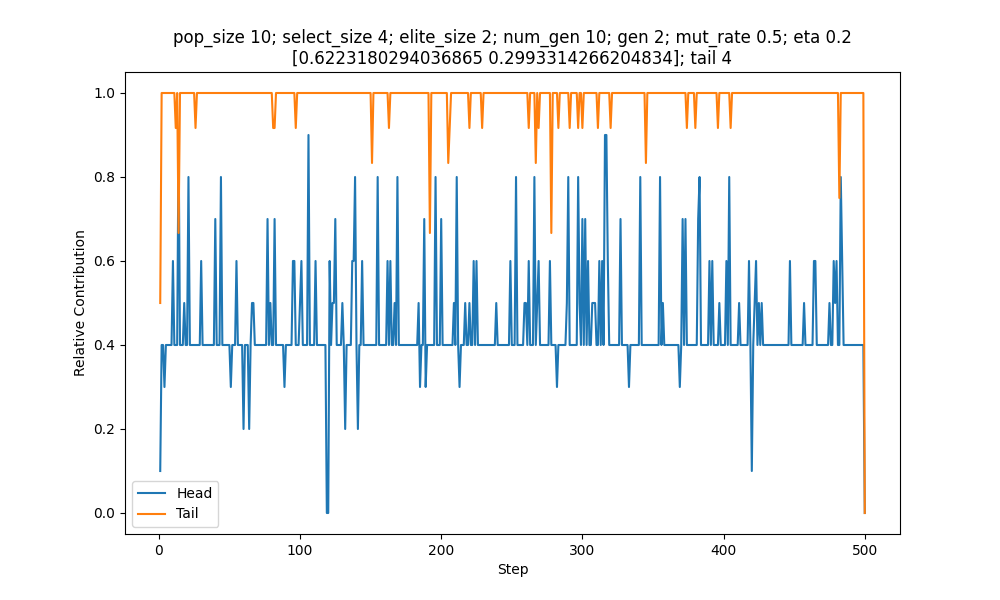 pop_size 10; select_size 4; elite_size 2; num_gen 10; gen 2; mut_rate 0.5; eta 0.2
[0.6223180294036865 0.2993314266204834]; tail 4
1.0
0.8
0.6
0.4
0.2
0.0
Relative Contribution
Head
Tail
0
100
200
300
400
500
Step